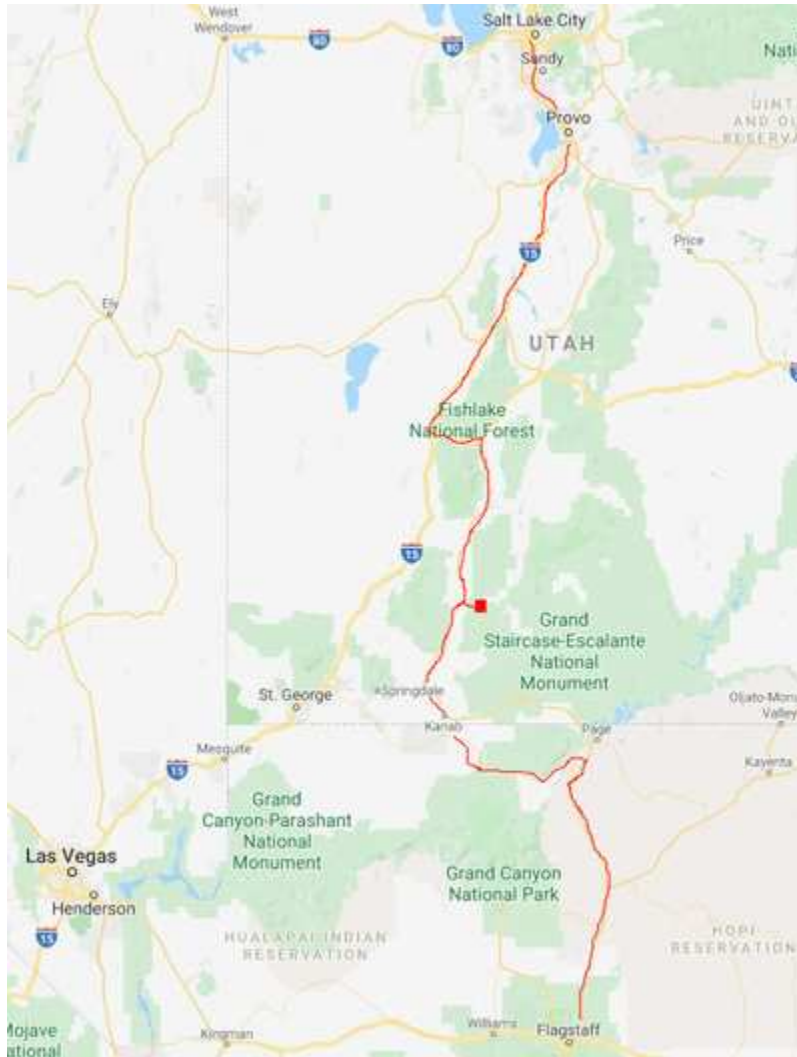 West
Wendover
Salt Lake City
80
80
Sandy
Nati
UINT
AND OU
RESERVA
Provo
15
Price
Ely
UTAH
Fishlake
National Forest
15
Grand
Staircase-Escalante
National
Monument
Springdale
St. George
Kanab
Page
Oljato-Mon
Valley
Mesquite
15
Kayenta
Grand
Canyon-Parashant
National
Monument
Las Vegas
Grand Canyon
National Park
Henderson
15
HUALAPAI INDIAN
RESERVATION
HOPI
RESERVATION
Mojave
ational
Kingman
Williams
Flagstaff